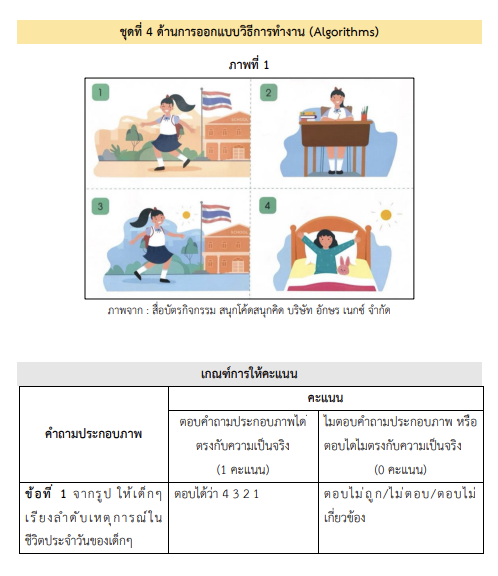 ชุดที่ 4 ด้านการออกแบบวิธีการทำงาน (Algorithms)
ภาพที่ 1
1
2
3
4
ภาพจาก : สื่อบัตรกิจกรรม สนุกโค้ดสนุกคิด บริษัท อักษร เนกซ์ จำกัด
เกณฑ์การให้คะแนน
คำถามประกอบภาพ
คะแนน
ตอบคำถามประกอบภาพได้
ตรงกับความเป็นจริง
(1 คะแนน)
ไม่ตอบคำถามประกอบภาพ หรือ
ตอบได้ไม่ตรงกับความเป็นจริง
(0 คะแนน)
ข้อที่ 1 จากรูป ให้เด็กๆ
เรียงลำดับเหตุการณ์ใน
ชีวิตประจำวันของเด็กๆ
ตอบได้ว่า 4 3 2 1
ตอบไม่ถูก/ไม่ตอบ/ตอบไม่
เกี่ยวข้อง